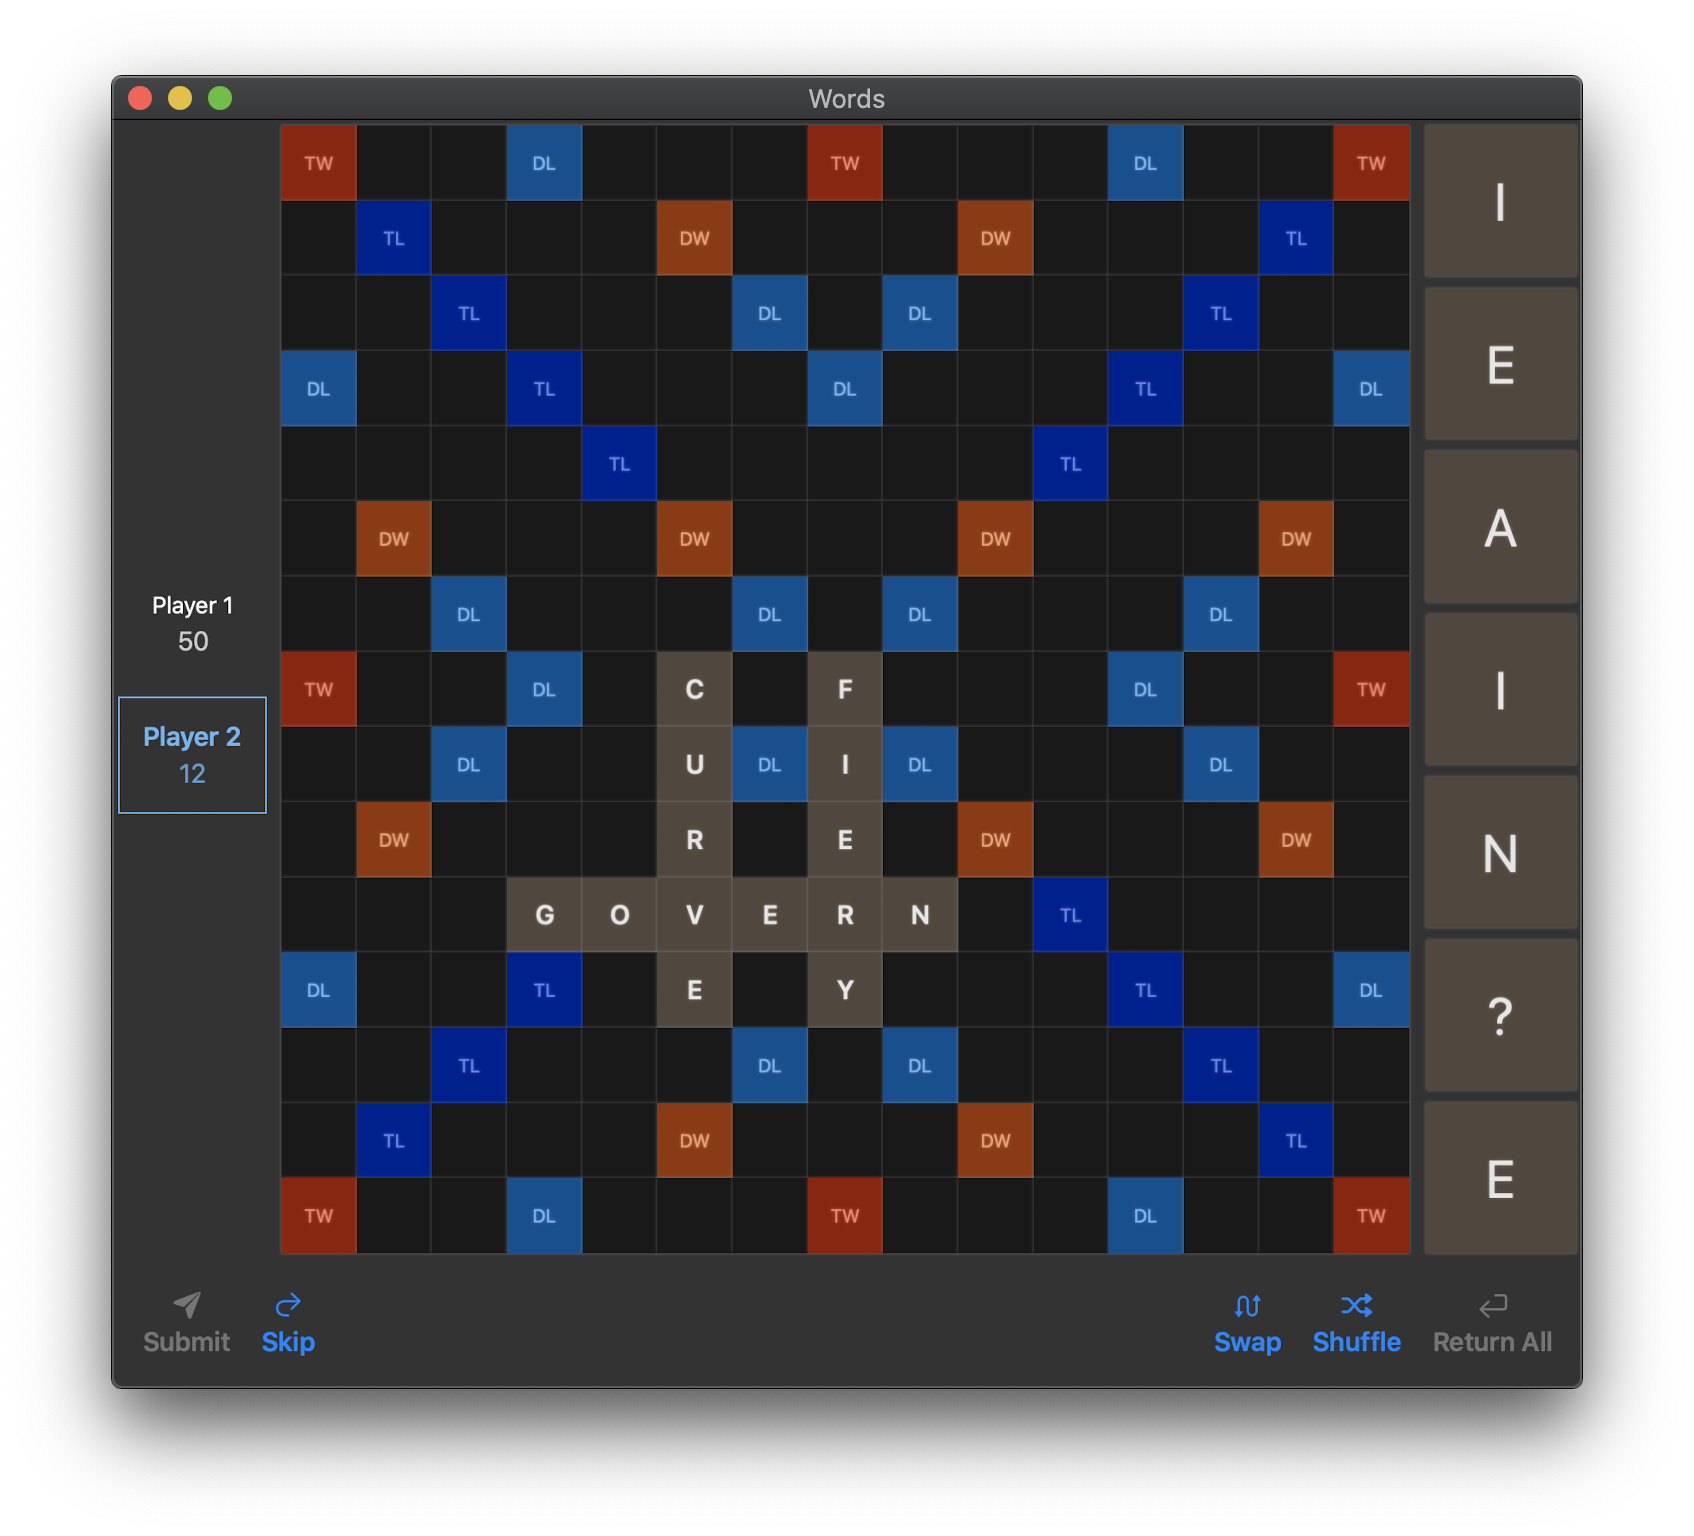 Words
TW DL TW DL TW
TL DW DW TL
TL DL DL TL
DL TL DL TL DL
TL TL
DW DW DW DW
DL DL DL DL
TW DL C F DL TW
DL U DL I DL DL
DW R E DW DW
G O V E R N TL
DL TL E Y TL DL
TL DL DL TL
TL DW DW TL
TW DL TW DL TW
Player 1
50
Player 2
12
I
E
A
I
N
?
E
Submit Skip Swap Shuffle Return All